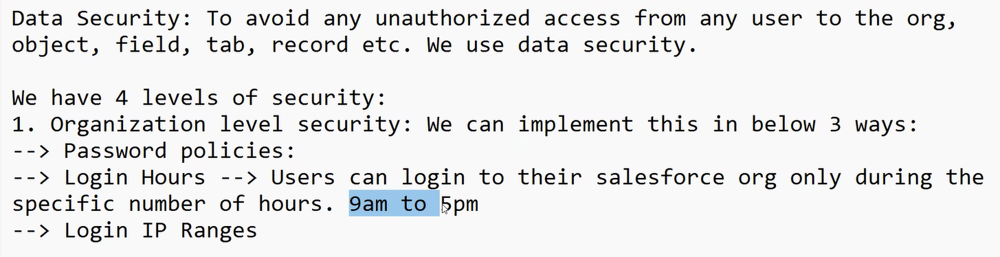 Data Security: To avoid any unauthorized access from any user to the org,
object, field, tab, record etc. We use data security.
We have 4 levels of security:
1. Organization level security: We can implement this in below 3 ways:
--> Password policies:
--> Login Hours --> Users can login to their salesforce org only during the
specific number of hours. 9am to 5pm
--> Login IP Ranges